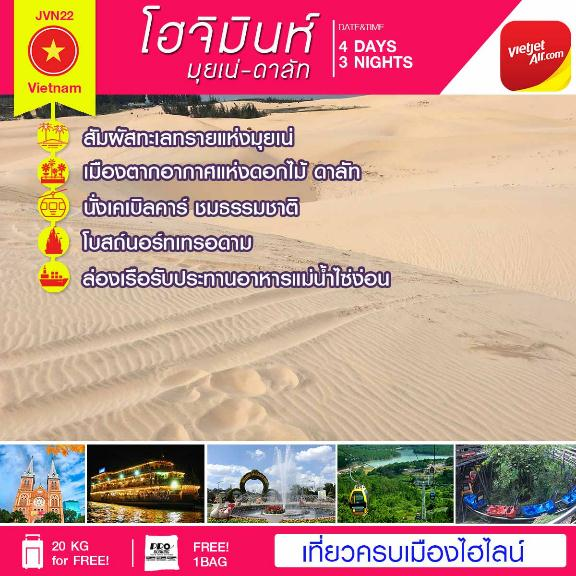 JVN22
Vietnam
โฮจิมินห์
มุยเน่-ดาลัท
DATE&TIME
4 DAYS
3 NIGHTS
Vietjet
Air.com
สัมผัสทะเลทรายแห่งมุยเน่
เมืองตากอากาศแห่งดอกไม้ ดาลัท
นั่งเคเบิลคาร์ ชมธรรมชาติ
โบสถ์นอร์ทเทรอดาม
ล่องเรือรับประทานอาหารแม่น้ำไซ่ง่อน
20 KG
for FREE!
PRO
FREE!
1BAG
เที่ยวครบเมืองไฮไลน์